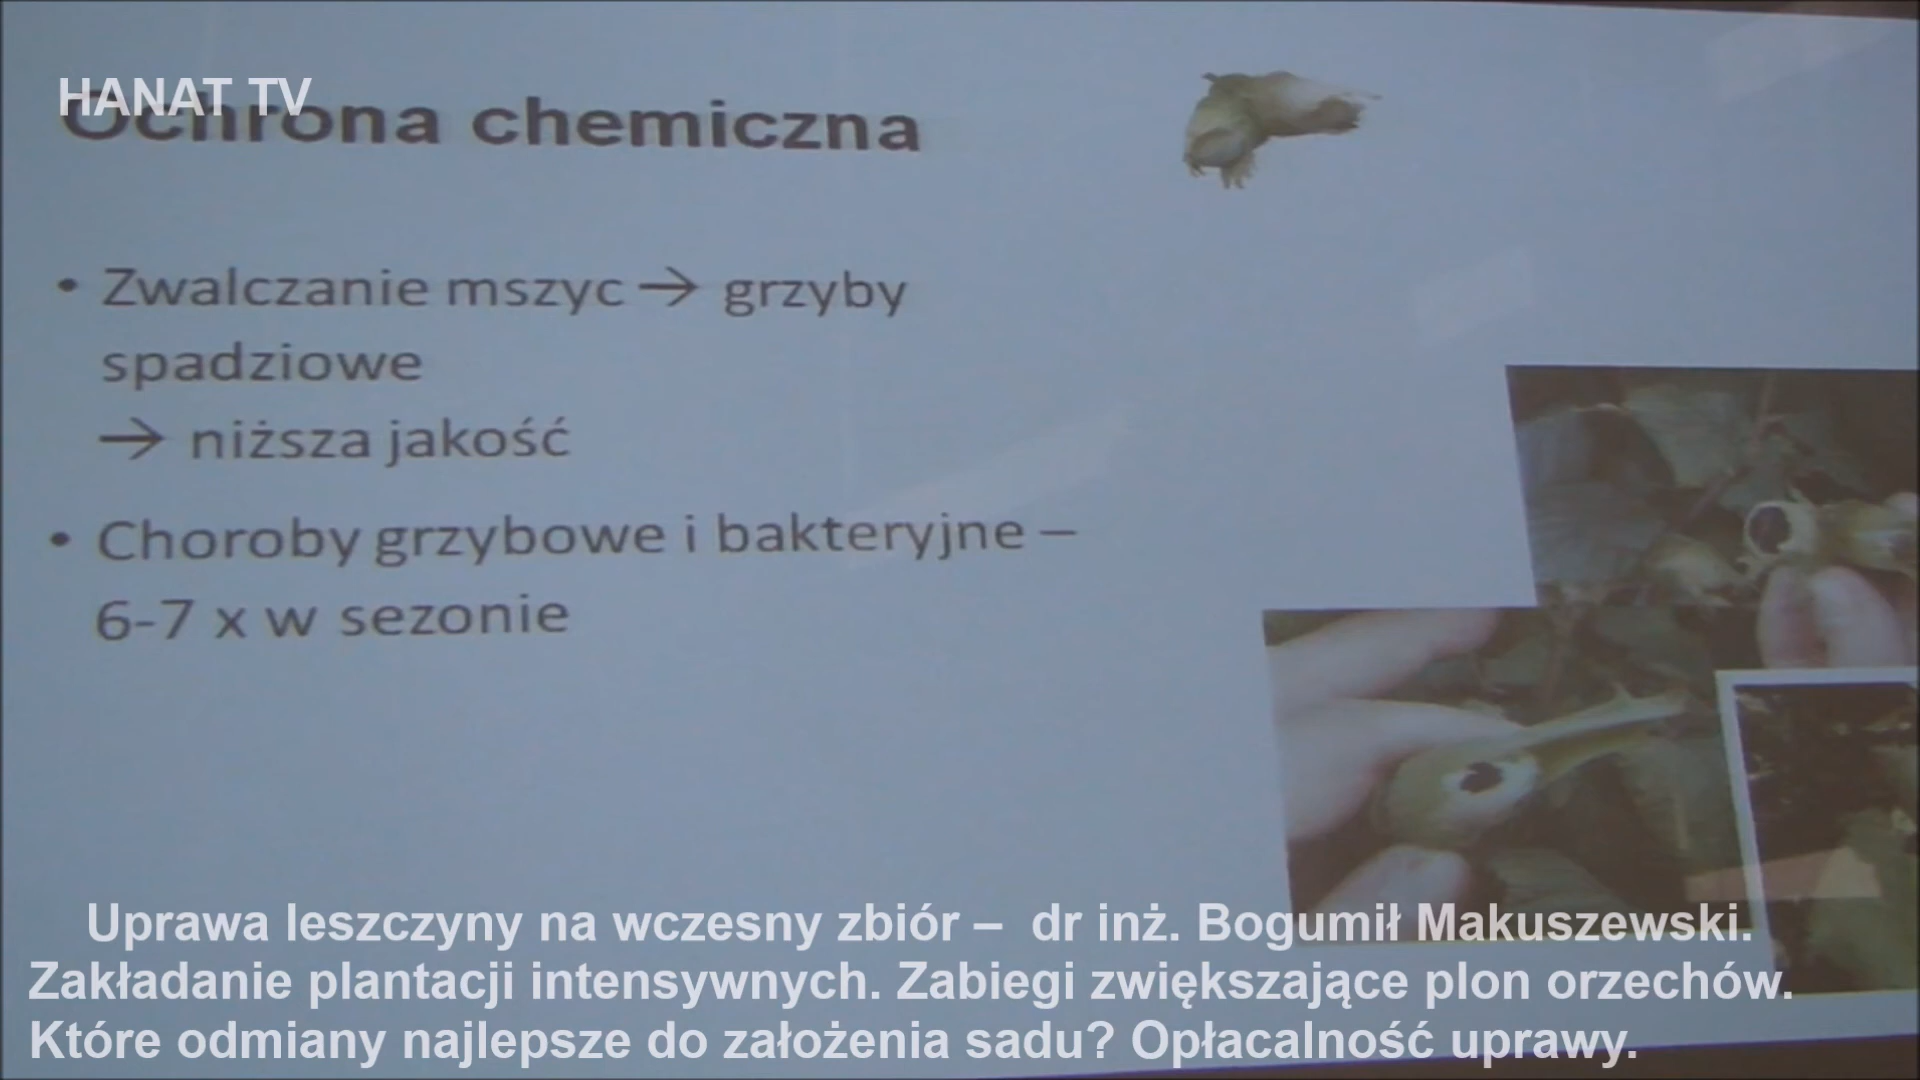 HANAT TV
Ochrona chemiczna
• Zwalczanie mszyc → grzyby
spadziowe
→ niższa jakość
• Choroby grzybowe i bakteryjne –
6-7 x w sezonie
Uprawa leszczyny na wczesny zbiór – dr inż. Bogumił Makuszewski.
Zakładanie plantacji intensywnych. Zabiegi zwiększające plon orzechów.
Które odmiany najlepsze do założenia sadu? Opłacalność uprawy.